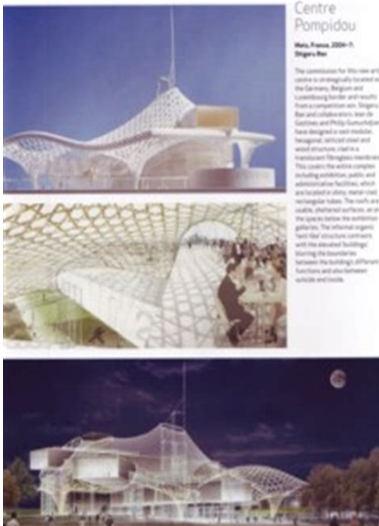 Centre
Pompidou
Metz, France, 2004–7:
Shigeru Ban
The commission for this new art
centre is strategically located
the Germany, Belgium and
Luxembourg border and results
from a competition win. Shigeru
Ban and collaborators Jean de
Gastines and Philip Gumuchdjian
have designed a vast modular,
hexagonal, latticed steel and
wood structure, clad in a
translucent fibreglass membrane.
This covers the entire complex
including exhibition, public and
administrative facilities, which
are located in shiny, metal-clad
rectangular tubes. The roofs are
usable, sheltered surfaces, as are
the spaces below the exhibition
galleries. The informal organic
'tent-like' structure contrasts
with the elevated 'buildings'
blurring the boundaries
between the building's different
functions and also between
outside and inside.